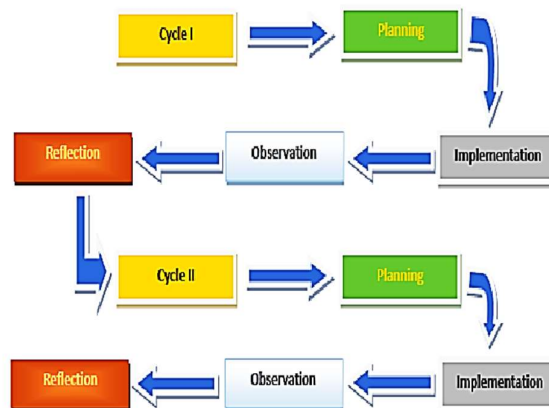 Cycle I
Planning
Implementation
Observation
Reflection
Cycle II
Planning
Implementation
Observation
Reflection